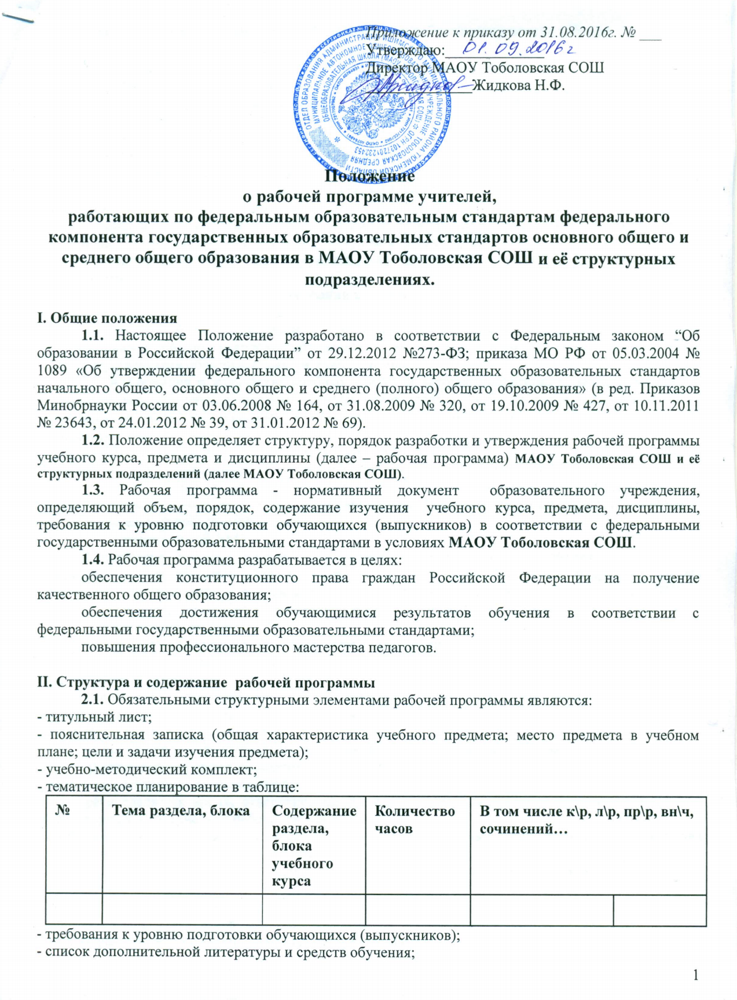 Приложение к приказу от 31.08.2016г. № ___
Утверждаю: 01.09.2016 г
Директор МАОУ Тоболовская СОШ
Жидкова Н.Ф.
Положение
о рабочей программе учителей,
работающих по федеральным образовательным стандартам федерального
компонента государственных образовательных стандартов основного общего и
среднего общего образования в МАОУ Тоболовская СОШ и её структурных
подразделениях.
I. Общие положения
1.1. Настоящее Положение разработано в соответствии с Федеральным законом “Об
образовании в Российской Федерации” от 29.12.2012 №273-ФЗ; приказа МО РФ от 05.03.2004 №
1089 «Об утверждении федерального компонента государственных образовательных стандартов
начального общего, основного общего и среднего (полного) общего образования» (в ред. Приказов
Минобрнауки России от 03.06.2008 № 164, от 31.08.2009 № 320, от 19.10.2009 № 427, от 10.11.2011
№ 23643, от 24.01.2012 № 39, от 31.01.2012 № 69).
1.2. Положение определяет структуру, порядок разработки и утверждения рабочей программы
учебного курса, предмета и дисциплины (далее – рабочая программа) МАОУ Тоболовская СОШ и её
структурных подразделений (далее МАОУ Тоболовская СОШ).
1.3. Рабочая программа - нормативный документ образовательного учреждения,
определяющий объем, порядок, содержание изучения учебного курса, предмета, дисциплины,
требования к уровню подготовки обучающихся (выпускников) в соответствии с федеральными
государственными образовательными стандартами в условиях МАОУ Тоболовская СОШ.
1.4. Рабочая программа разрабатывается в целях:
обеспечения конституционного права граждан Российской Федерации на получение
качественного общего образования;
обеспечения достижения обучающимися результатов обучения в соответствии с
федеральными государственными образовательными стандартами;
повышения профессионального мастерства педагогов.
II. Структура и содержание рабочей программы
2.1. Обязательными структурными элементами рабочей программы являются:
- титульный лист;
- пояснительная записка (общая характеристика учебного предмета; место предмета в учебном
плане; цели и задачи изучения предмета);
- учебно-методический комплект;
- тематическое планирование в таблице:
№
Тема раздела, блока
Содержание
раздела,
блока
учебного
курса
Количество
часов
В том числе к\р, л\р, пр\р, вн\ч,
сочинений…
- требования к уровню подготовки обучающихся (выпускников);
- список дополнительной литературы и средств обучения;
1